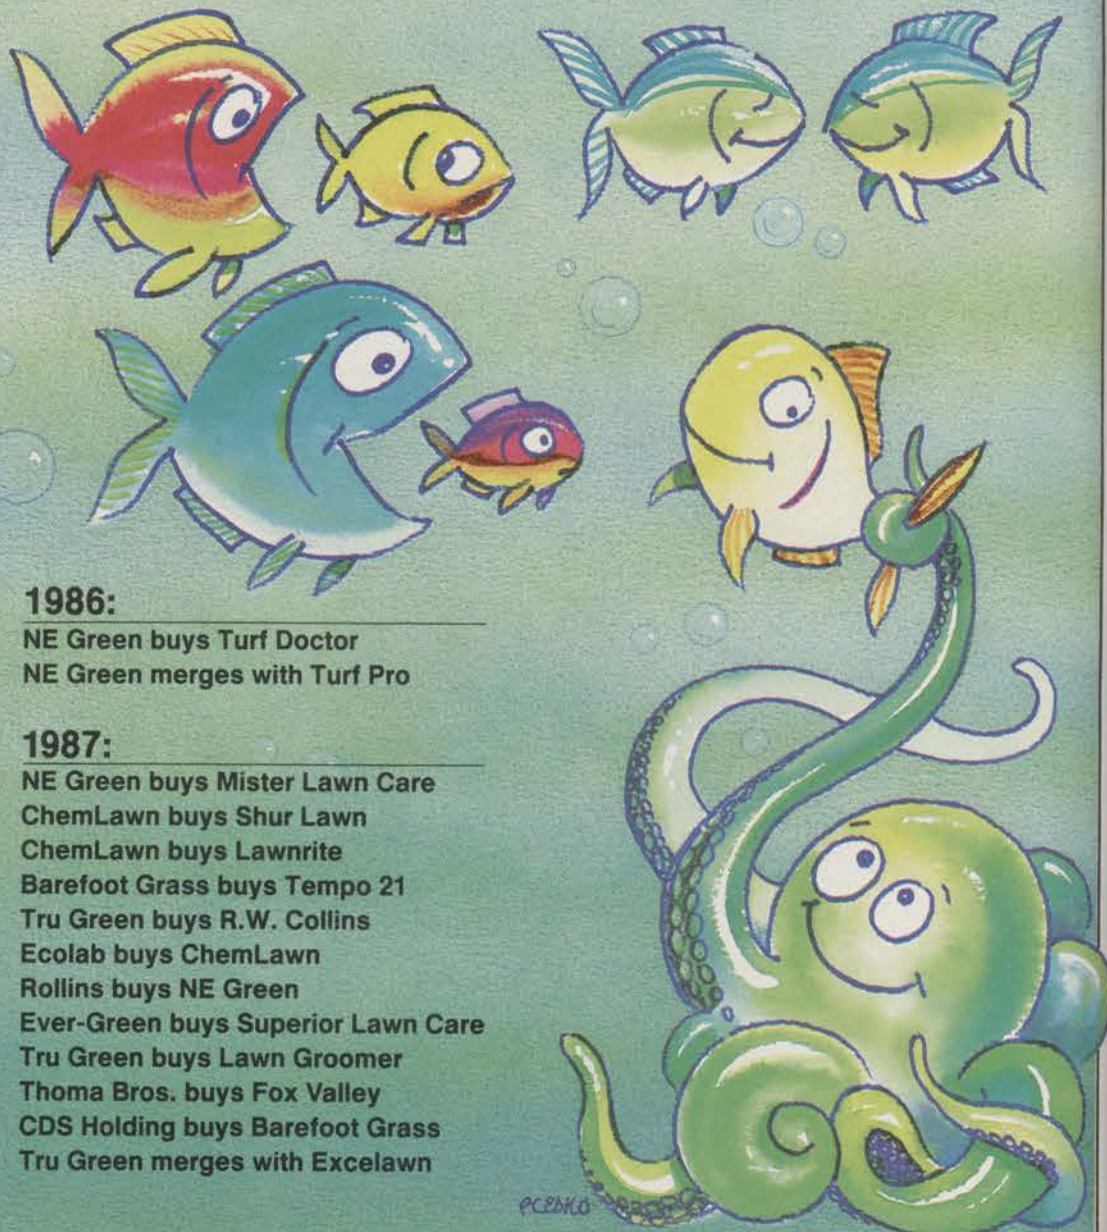 1986:
NE Green buys Turf Doctor
NE Green merges with Turf Pro
1987:
NE Green buys Mister Lawn Care
ChemLawn buys Shur Lawn
ChemLawn buys Lawnrite
Barefoot Grass buys Tempo 21
Tru Green buys R.W. Collins
Ecolab buys ChemLawn
Rollins buys NE Green
Ever-Green buys Superior Lawn Care
Tru Green buys Lawn Groomer
Thoma Bros. buys Fox Valley
CDS Holding buys Barefoot Grass
Tru Green merges with Excelawn